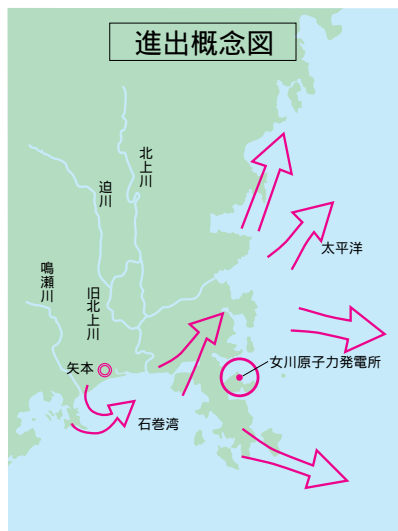 進出概念図
北上川
迫川
太平洋
鳴瀬川
旧北上川
女川原子力発電所
矢本
石巻湾